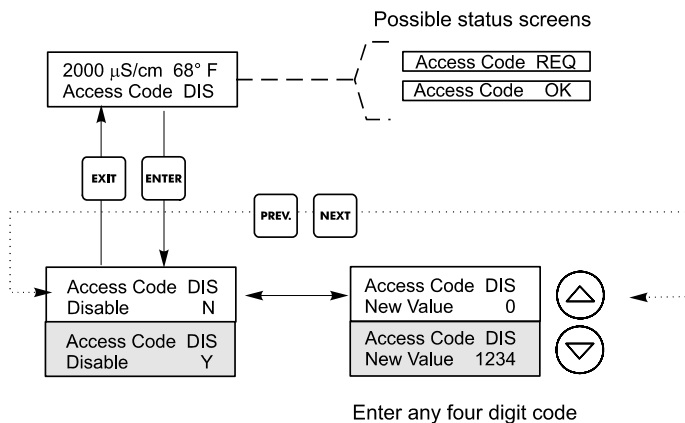 Possible status screens
2000 µS/cm 68° F
Access Code DIS
Access Code REQ
Access Code OK
EXIT
ENTER
PREV.
NEXT
Access Code DIS
Disable N
Access Code DIS
Disable Y
Access Code DIS
New Value 0
Access Code DIS
New Value 1234
Enter any four digit code